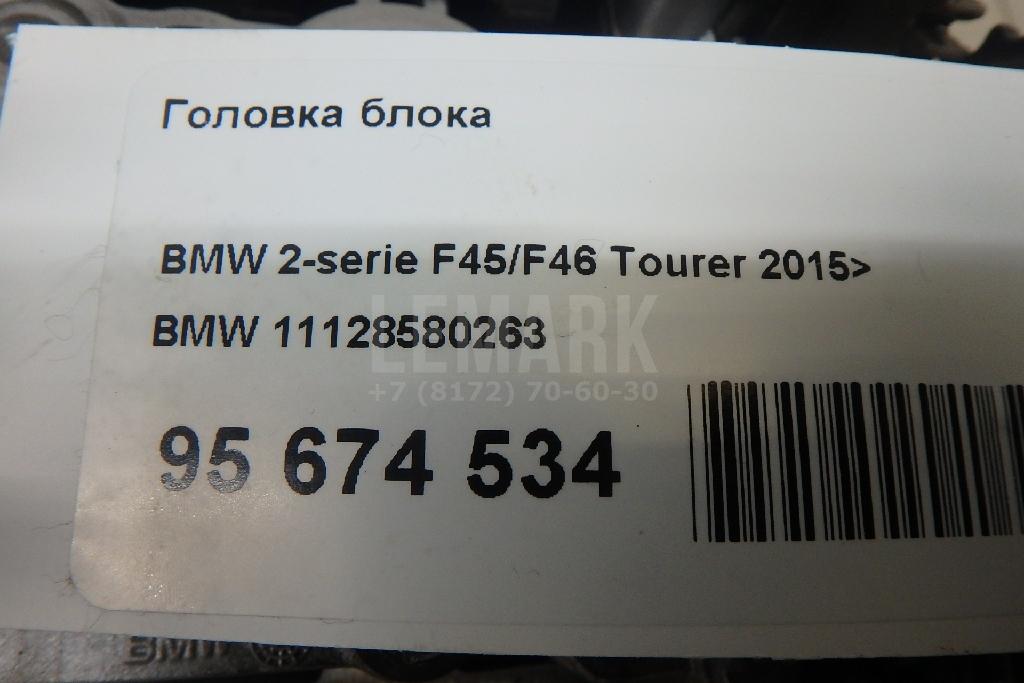 Головка блока
BMW 2-serie F45/F46 Tourer 2015>
BMW 11128580263
LEMARK
+7 (8172) 70-60-30
95 674 534
BMW